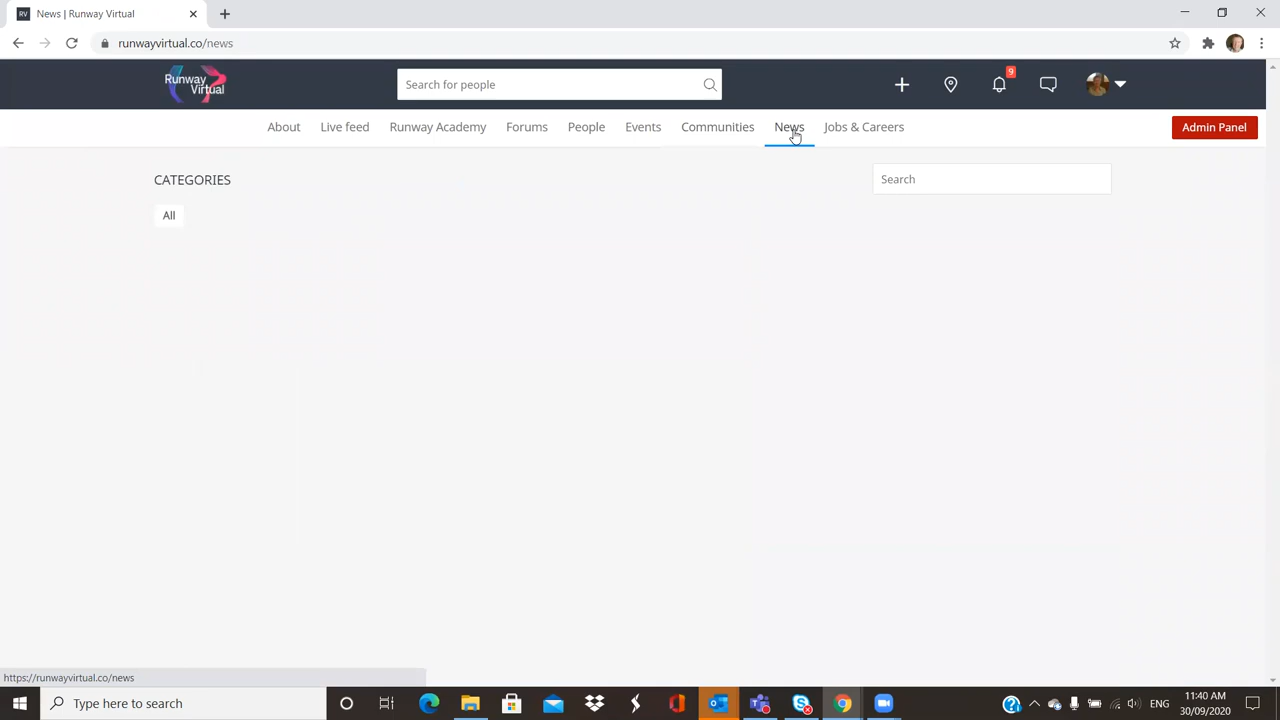 RV News | Runway Virtual
runwayvirtual.co/news
Runway Virtual
Search for people
9
About Live feed Runway Academy Forums People Events Communities News Jobs & Careers Admin Panel
CATEGORIES
Search
All
https://runwayvirtual.co/news
Type here to search
ENG
11:40 AM
30/09/2020